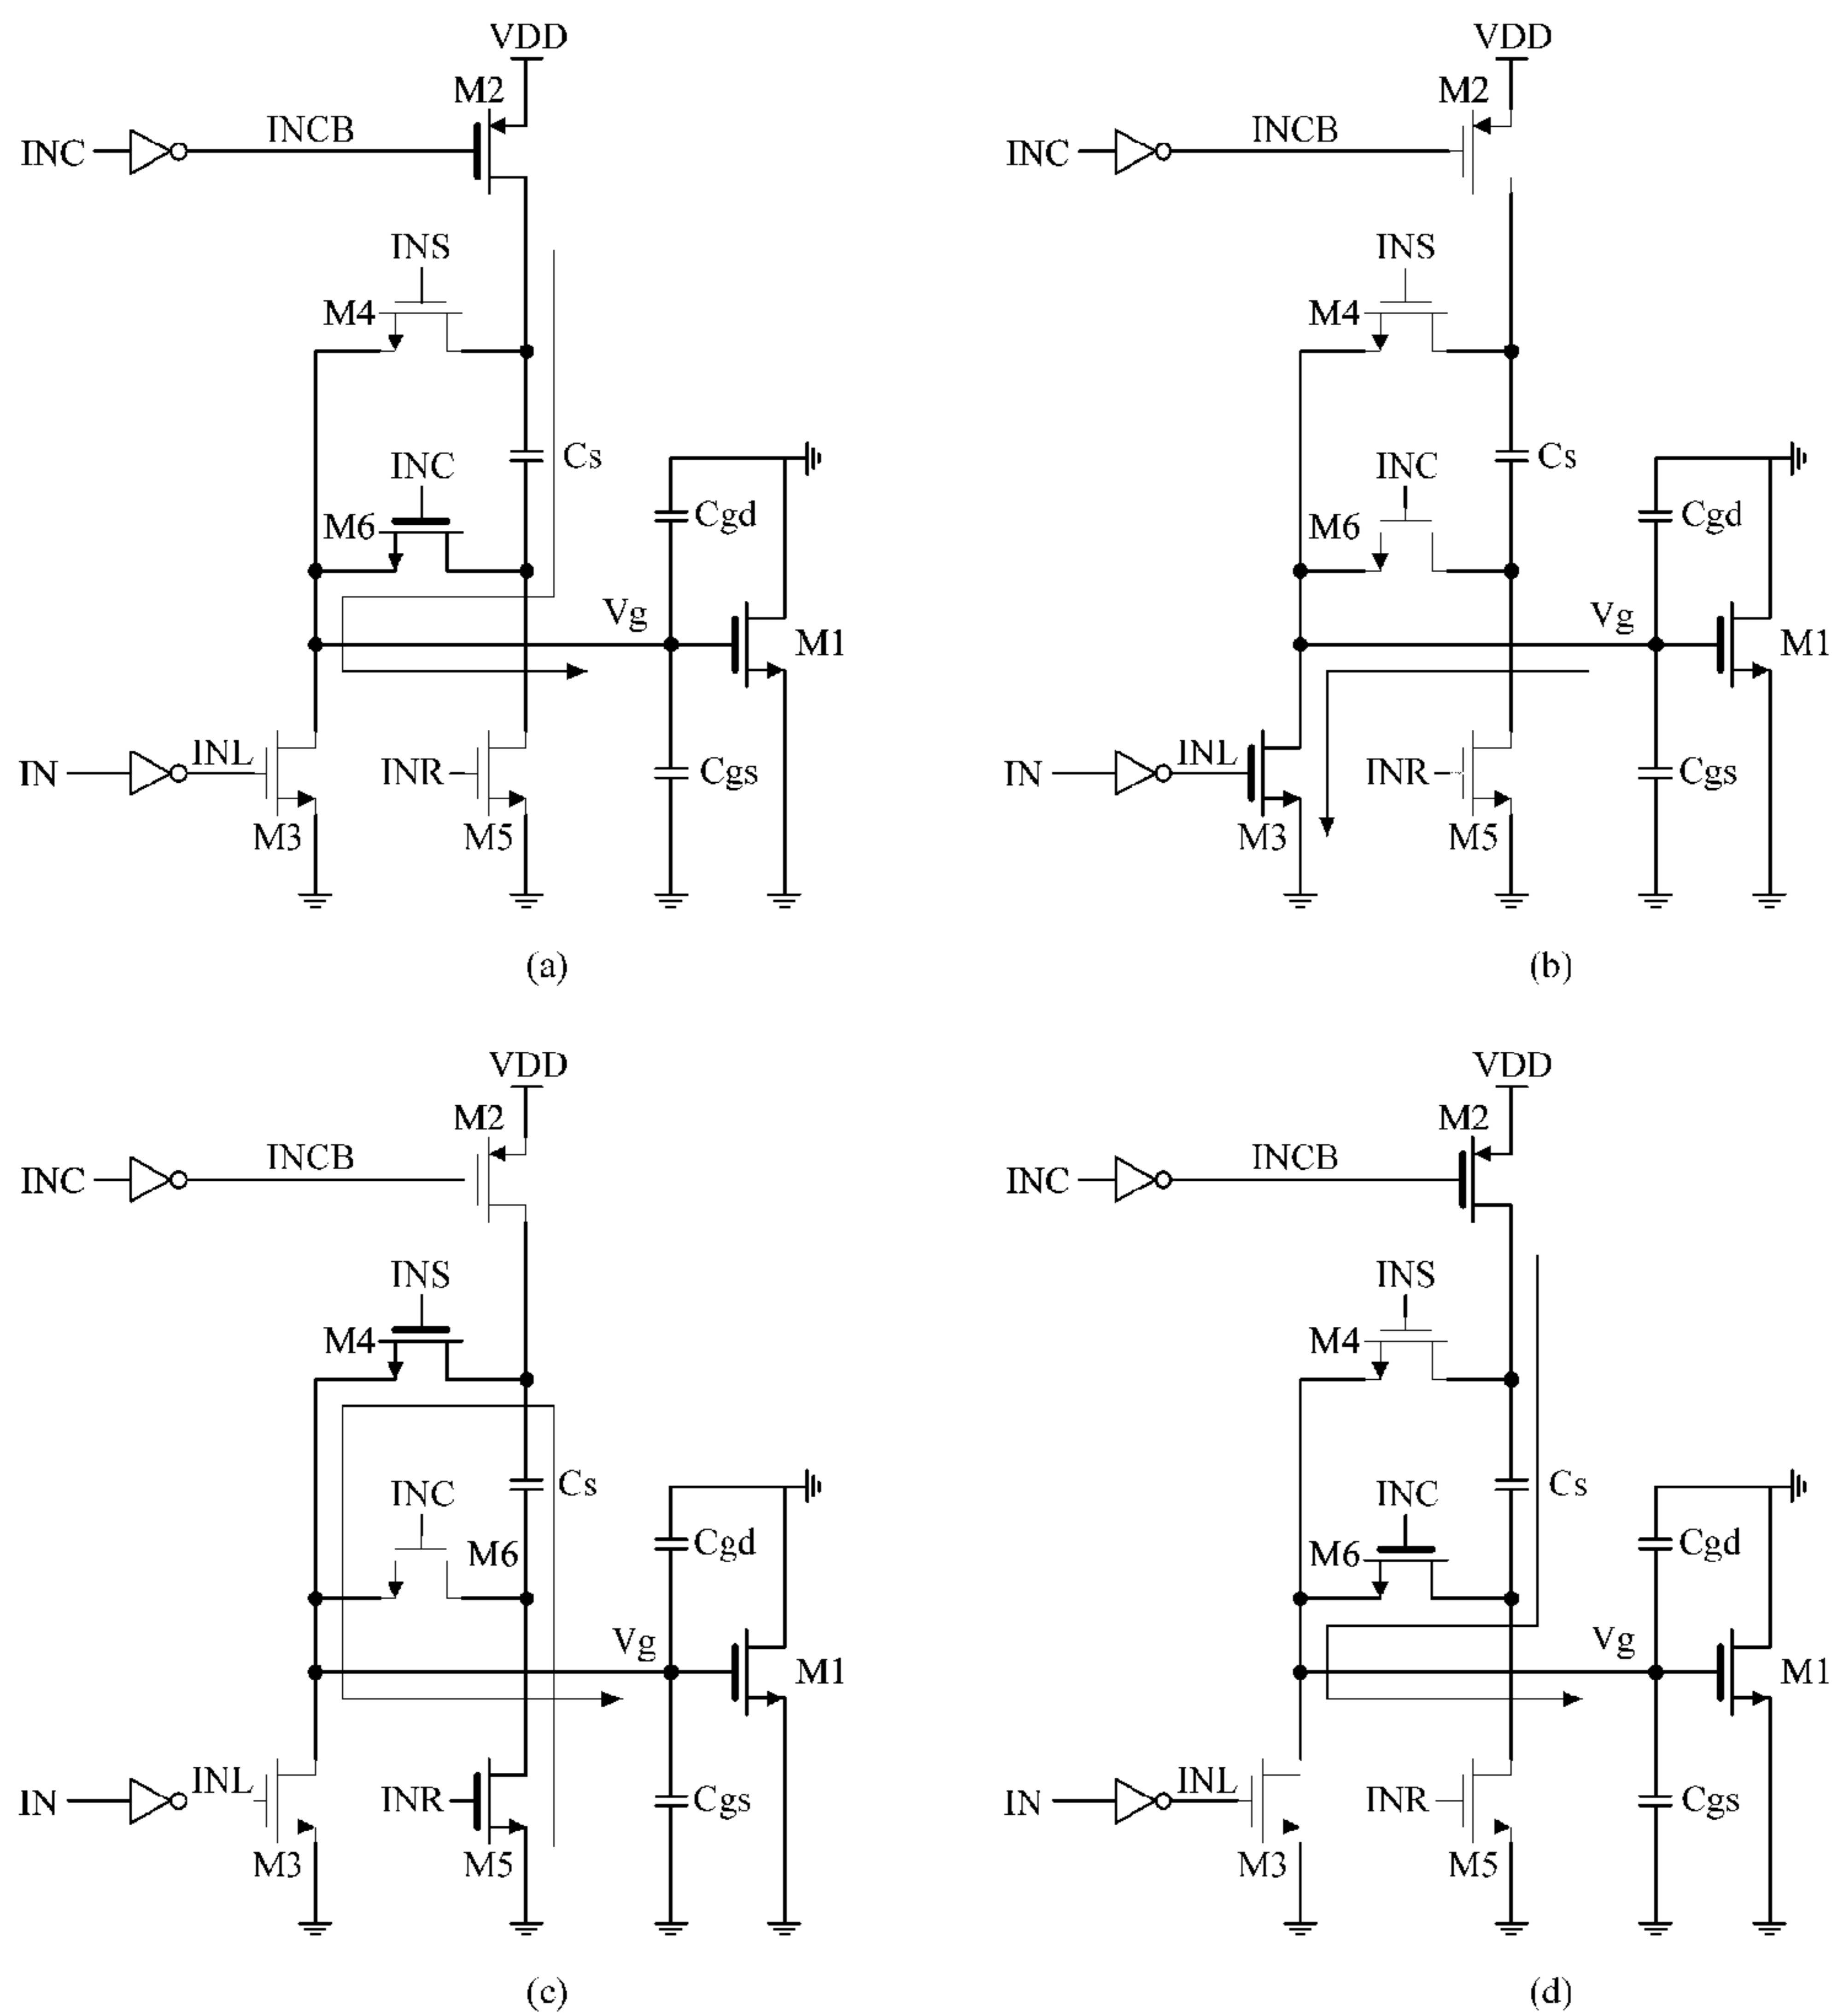 VDD
M2
INC
INCB
INS
M4
Cs
INC
M6
Cgd
Vg
M1
IN
INL
INR
Cgs
M3
M5
(a)
VDD
M2
INC
INCB
INS
M4
Cs
INC
M6
Cgd
Vg
M1
IN
INL
INR
Cgs
M3
M5
(b)
VDD
M2
INC
INCB
INS
M4
Cs
INC
M6
Cgd
Vg
M1
IN
INL
INR
Cgs
M3
M5
(c)
VDD
M2
INC
INCB
INS
M4
Cs
INC
M6
Cgd
Vg
M1
IN
INL
INR
Cgs
M3
M5
(d)